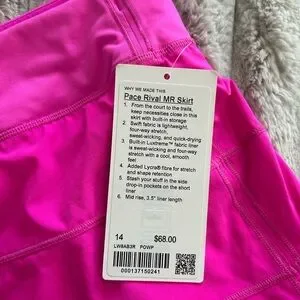 WHY WE MADE THIS
Pace Rival MR Skirt
1. From the court to the trails,
keep necessities close in this
skirt with built-in storage
2. Swift fabric is lightweight,
four-way stretch,
sweat-wicking, and quick-drying
3. Built-in Luxtreme™ fabric liner
is sweat-wicking and four-way
stretch with a cool, smooth
feel
4. Added Lycra® fibre for stretch
and shape retention
5. Stash your stuff in the side
drop-in pockets on the short
liner
6. Mid rise, 3.5" liner length
14 $68.00
LW8AB3R POWP
000137150241